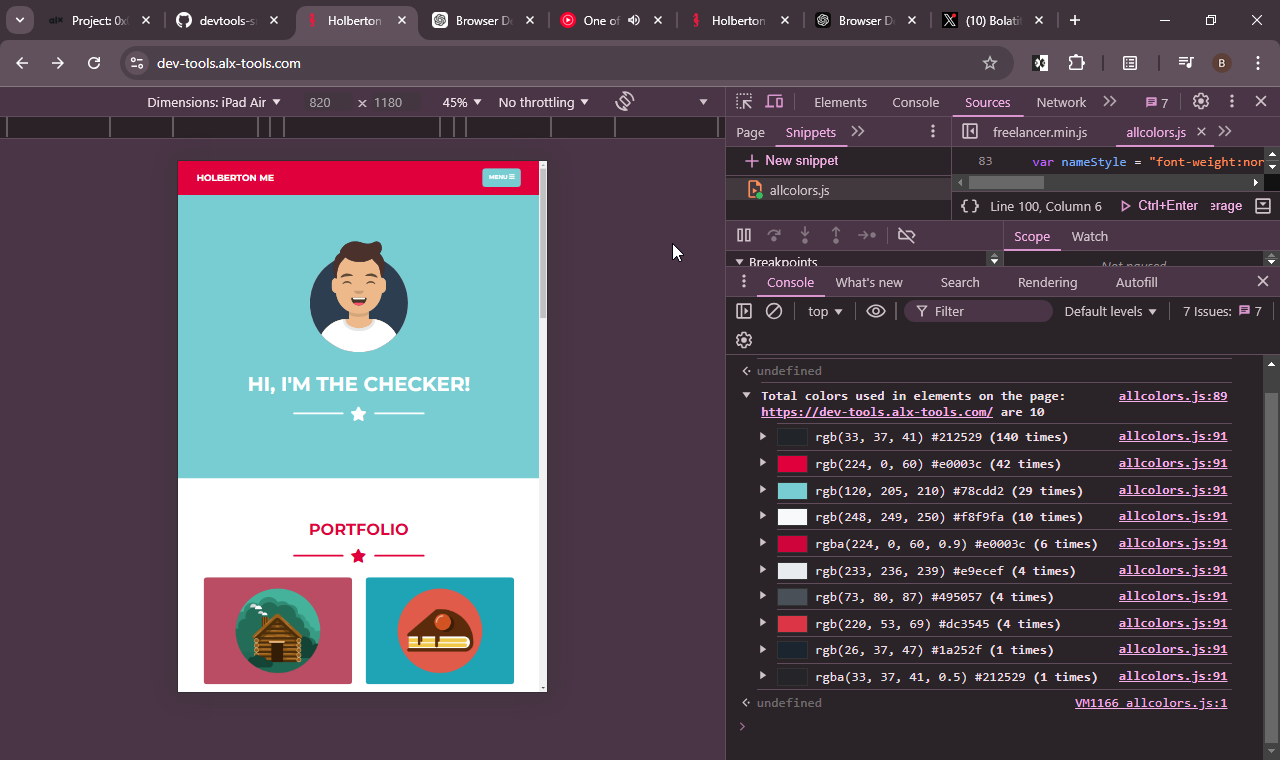 Project: 0x0
devtools-s
Holberton
Browser De
One of
Holberton
Browser De
(10) Bolatit
dev-tools.alx-tools.com
B
Dimensions: iPad Air 820 x 1180 45% No throttling
Elements Console Sources Network 7
Page Snippets
freelancer.min.js allcolors.js
New snippet
allcolors.js
83 var nameStyle = "font-weight:nor
{ } Line 100, Column 6 Ctrl+Enter erage
Scope Watch
Breakpoints
Not paused
Console What's new Search Rendering Autofill
top Filter Default levels 7 Issues: 7
undefined
Total colors used in elements on the page: allcolors.js:89
https://dev-tools.alx-tools.com/ are 10
rgb(33, 37, 41) #212529 (140 times) allcolors.js:91
rgb(224, 0, 60) #e0003c (42 times) allcolors.js:91
rgb(120, 205, 210) #78cdd2 (29 times) allcolors.js:91
rgb(248, 249, 250) #f8f9fa (10 times) allcolors.js:91
rgba(224, 0, 60, 0.9) #e0003c (6 times) allcolors.js:91
rgb(233, 236, 239) #e9ecef (4 times) allcolors.js:91
rgb(73, 80, 87) #495057 (4 times) allcolors.js:91
rgb(220, 53, 69) #dc3545 (4 times) allcolors.js:91
rgb(26, 37, 47) #1a252f (1 times) allcolors.js:91
rgba(33, 37, 41, 0.5) #212529 (1 times) allcolors.js:91
undefined VM1166 allcolors.js:1
HOLBERTON ME
MENU
HI, I'M THE CHECKER!
PORTFOLIO